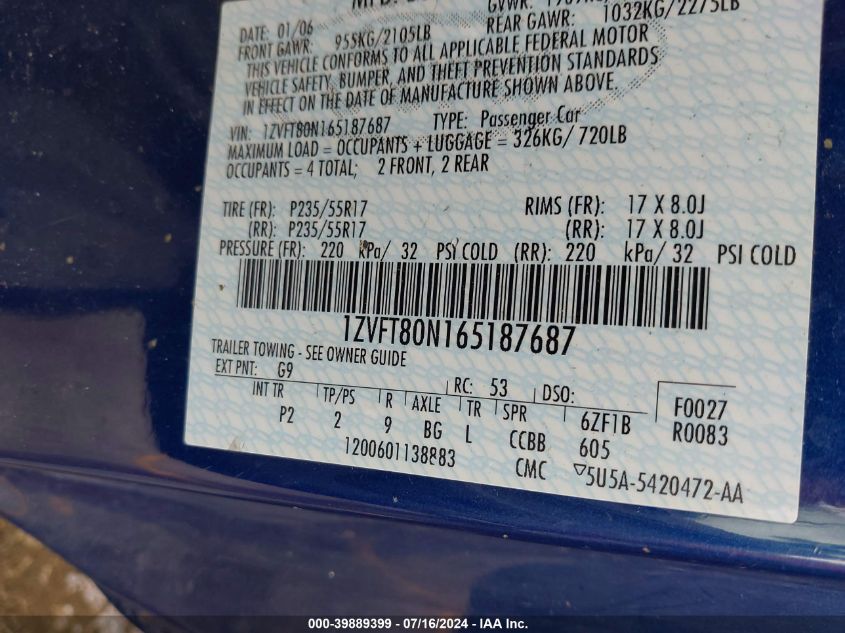 DATE: 01/06
GVWR:
FRONT GAWR: 955KG/2105LB
REAR GAWR: 1032KG/2275LB
THIS VEHICLE CONFORMS TO ALL APPLICABLE FEDERAL MOTOR
VEHICLE SAFETY, BUMPER, AND THEFT PREVENTION STANDARDS
IN EFFECT ON THE DATE OF MANUFACTURE SHOWN ABOVE.
VIN: 1ZVFT80N165187687 TYPE: Passenger Car
MAXIMUM LOAD = OCCUPANTS + LUGGAGE = 326KG/ 720LB
OCCUPANTS = 4 TOTAL; 2 FRONT, 2 REAR
TIRE (FR): P235/55R17 RIMS (FR): 17 X 8.0J
(RR): P235/55R17 (RR): 17 X 8.0J
PRESSURE (FR): 220 kPa/ 32 PSI COLD (RR): 220 kPa/ 32 PSI COLD
1ZVFT80N165187687
TRAILER TOWING - SEE OWNER GUIDE
EXT PNT: G9 RC: 53 DSO: F0027
INT TR TP/PS R AXLE TR SPR 6ZF1B R0083
P2 2 9 BG L CCBB 605
1200601138883 CMC ▽5U5A-5420472-AA
000-39889399 - 07/16/2024 - IAA Inc.